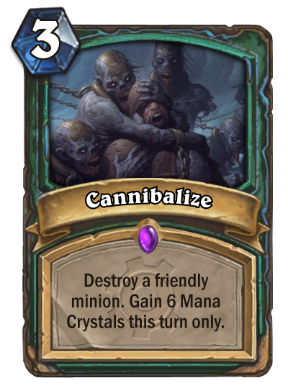 3
Cannibalize
Destroy a friendly
minion. Gain 6 Mana
Crystals this turn only.